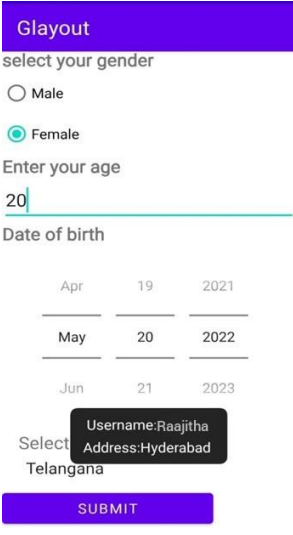 Glayout
select your gender
Male
Female
Enter your age
20
Date of birth
Apr 19 2021
May 20 2022
Jun 21 2023
Username:Raajitha
Address:Hyderabad
Select
Telangana
SUBMIT